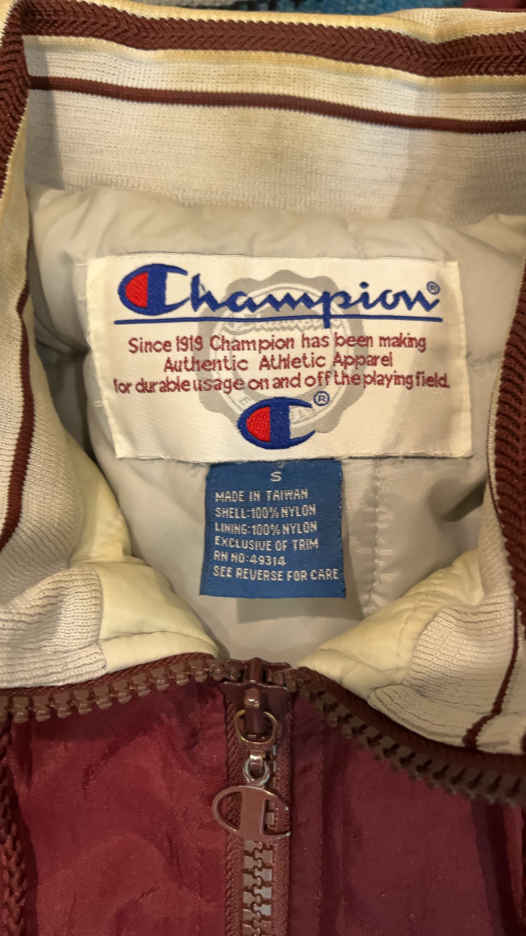 Champion®
Since 1919 Champion has been making
Authentic Athletic Apparel
for durable usage on and off the playing field.
C®
S
MADE IN TAIWAN
SHELL:100% NYLON
LINING:100% NYLON
EXCLUSIVE OF TRIM
RN NO:49314
SEE REVERSE FOR CARE